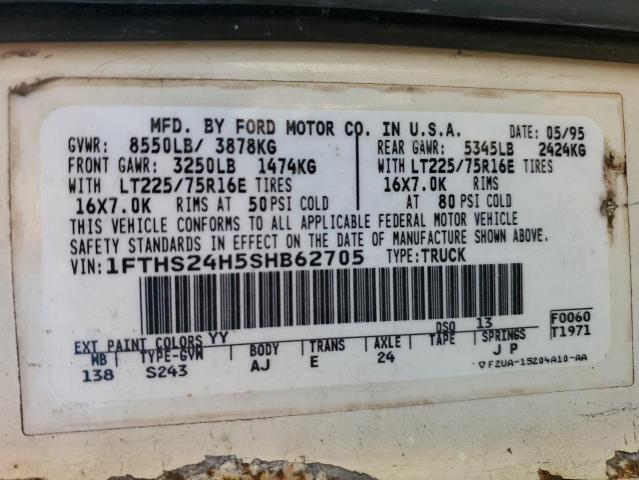 MFD. BY FORD MOTOR CO. IN U.S.A.
DATE: 05/95
GVWR: 8550LB/ 3878KG
FRONT GAWR: 3250LB 1474KG
WITH LT225/75R16E TIRES
16X7.0K RIMS AT 50 PSI COLD
REAR GAWR: 5345LB 2424KG
WITH LT225/75R16E TIRES
16X7.0K RIMS
AT 80 PSI COLD
THIS VEHICLE CONFORMS TO ALL APPLICABLE FEDERAL MOTOR VEHICLE
SAFETY STANDARDS IN EFFECT ON THE DATE OF MANUFACTURE SHOWN ABOVE.
VIN: 1FTHS24H5SHB62705 TYPE: TRUCK
EXT PAINT COLORS YY DSO 13
F0060
T1971
WB TYPE-GVM BODY TRANS AXLE TAPE SPRINGS
138 S243 AJ E 24 J P
F2UA-15204A10-AA